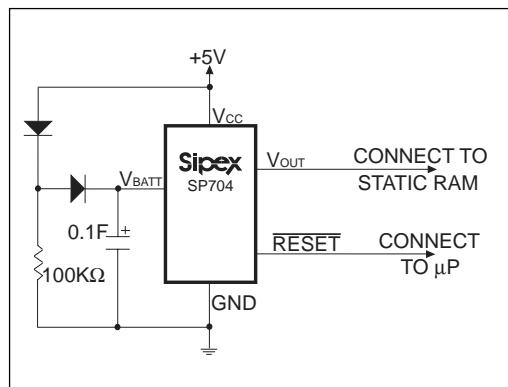 +5V
VCC
Sipex
SP704
VBATT
VOUT
CONNECT TO
STATIC RAM
0.1F
+
RESET
CONNECT
TO µP
100KΩ
GND